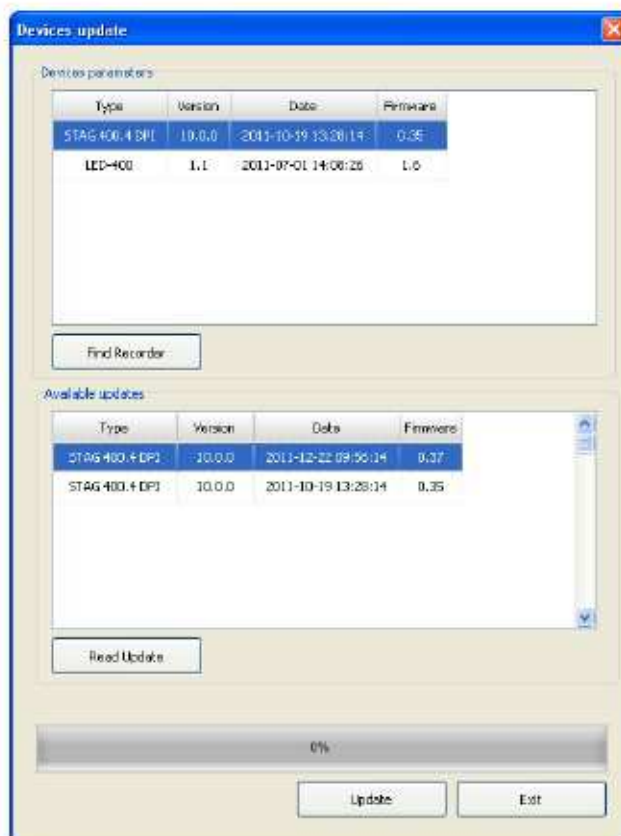 Devices update
Devices parameters
Type Version Date Firmware
STAG 400.4 DPI 10.0.0 2011-10-19 13:28:14 0.35
LED-400 1.1 2011-07-01 14:08:26 1.6
Find Recorder
Available updates
Type Version Date Firmware
STAG 400.4 DPI 10.0.0 2011-12-22 09:56:14 0.37
STAG 400.4 DPI 10.0.0 2011-10-19 13:28:14 0.35
Read Update
0%
Update Exit